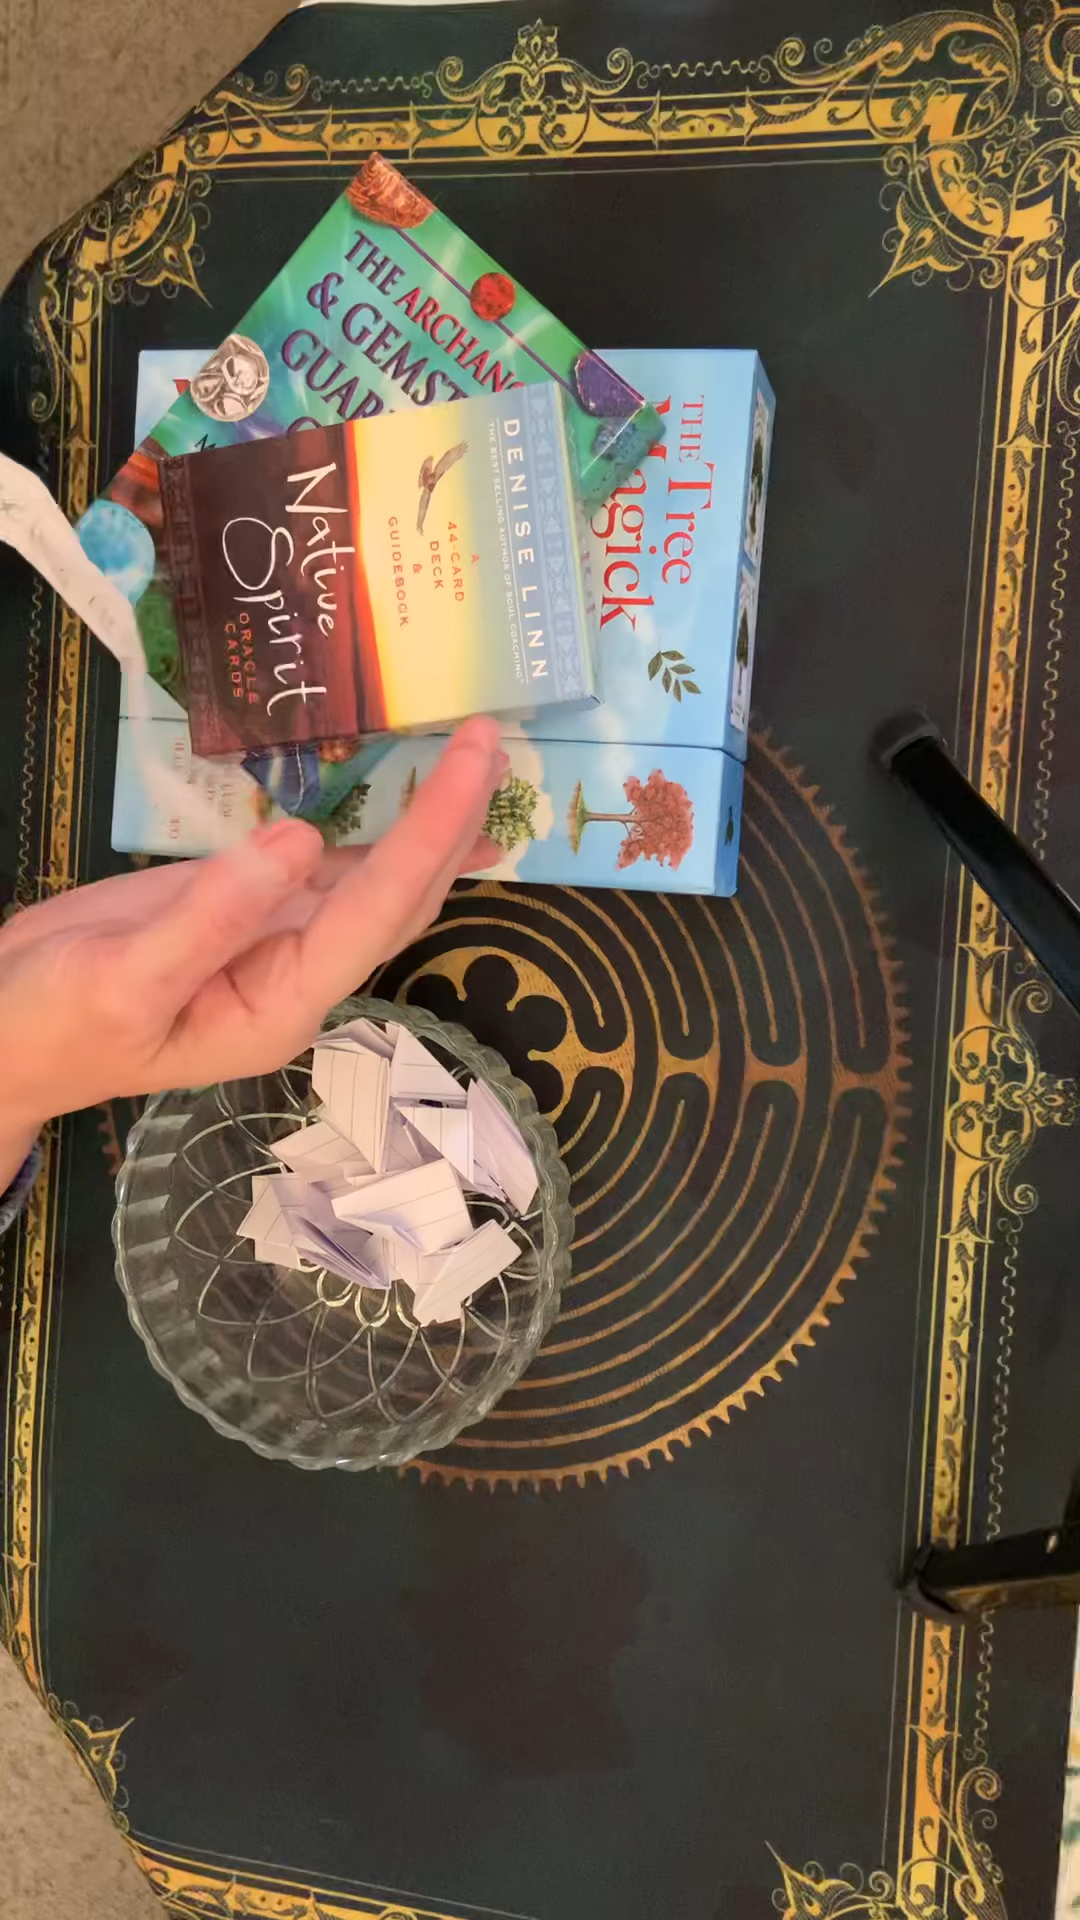 THE ARCHANG
& GEMST
GUAR
THE Tree
Magick
DENISE LINN
THE BEST SELLING AUTHOR OF SOUL COACHING®
A
44-CARD
DECK
&
GUIDEBOOK
Native
Spirit
ORACLE
CARDS